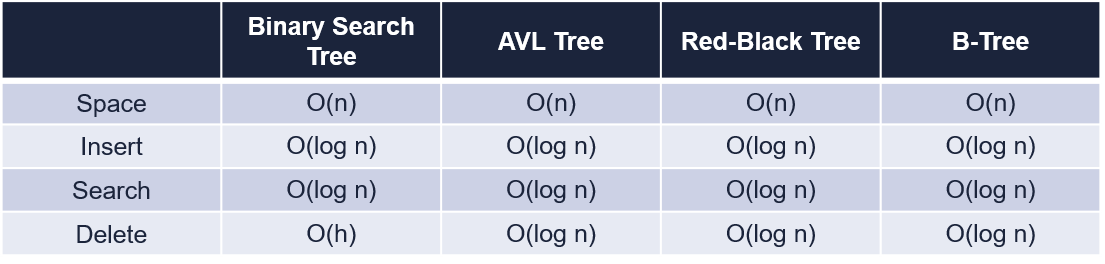 Binary Search Tree AVL Tree Red-Black Tree B-Tree
Space O(n) O(n) O(n) O(n)
Insert O(log n) O(log n) O(log n) O(log n)
Search O(log n) O(log n) O(log n) O(log n)
Delete O(h) O(log n) O(log n) O(log n)